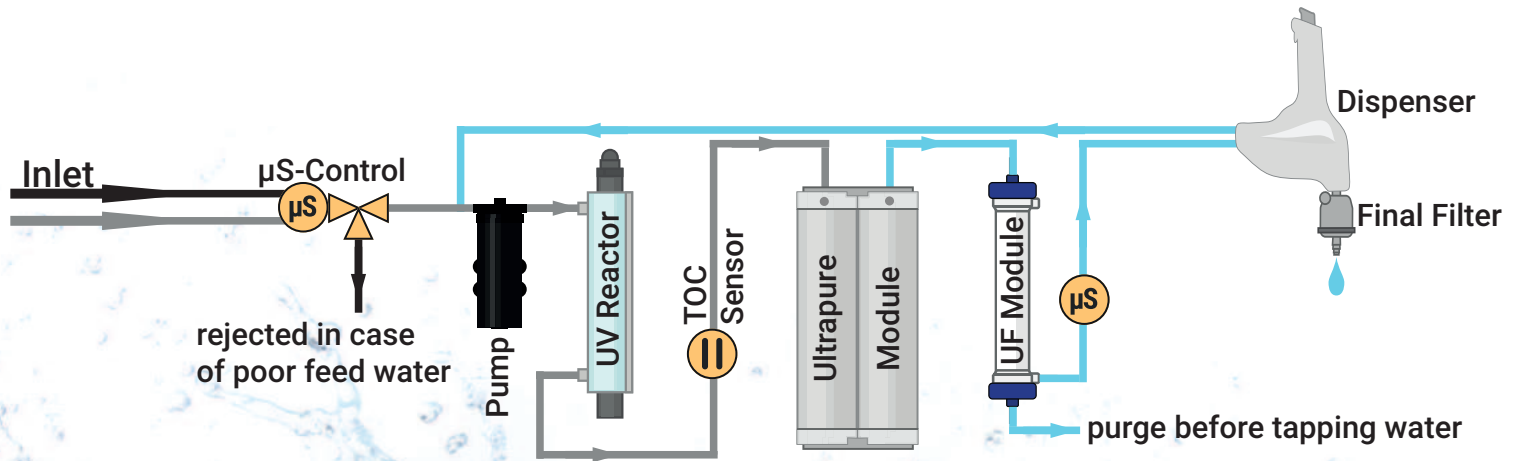 Inlet
µS-Control
µS
rejected in case
of poor feed water
Pump
UV Reactor
TOC
Sensor
Ultrapure
Module
UF Module
µS
purge before tapping water
Dispenser
Final Filter